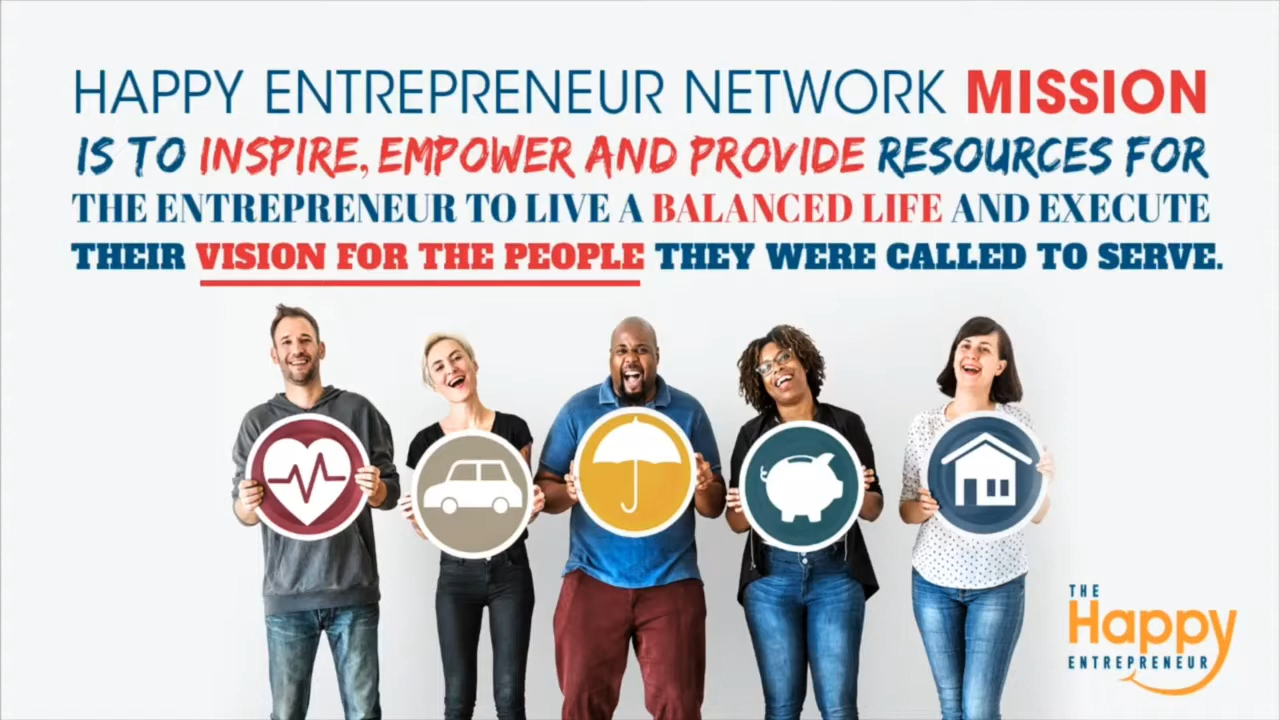 HAPPY ENTREPRENEUR NETWORK MISSION
IS TO INSPIRE, EMPOWER AND PROVIDE RESOURCES FOR
THE ENTREPRENEUR TO LIVE A BALANCED LIFE AND EXECUTE
THEIR VISION FOR THE PEOPLE THEY WERE CALLED TO SERVE.
THE
Happy
ENTREPRENEUR